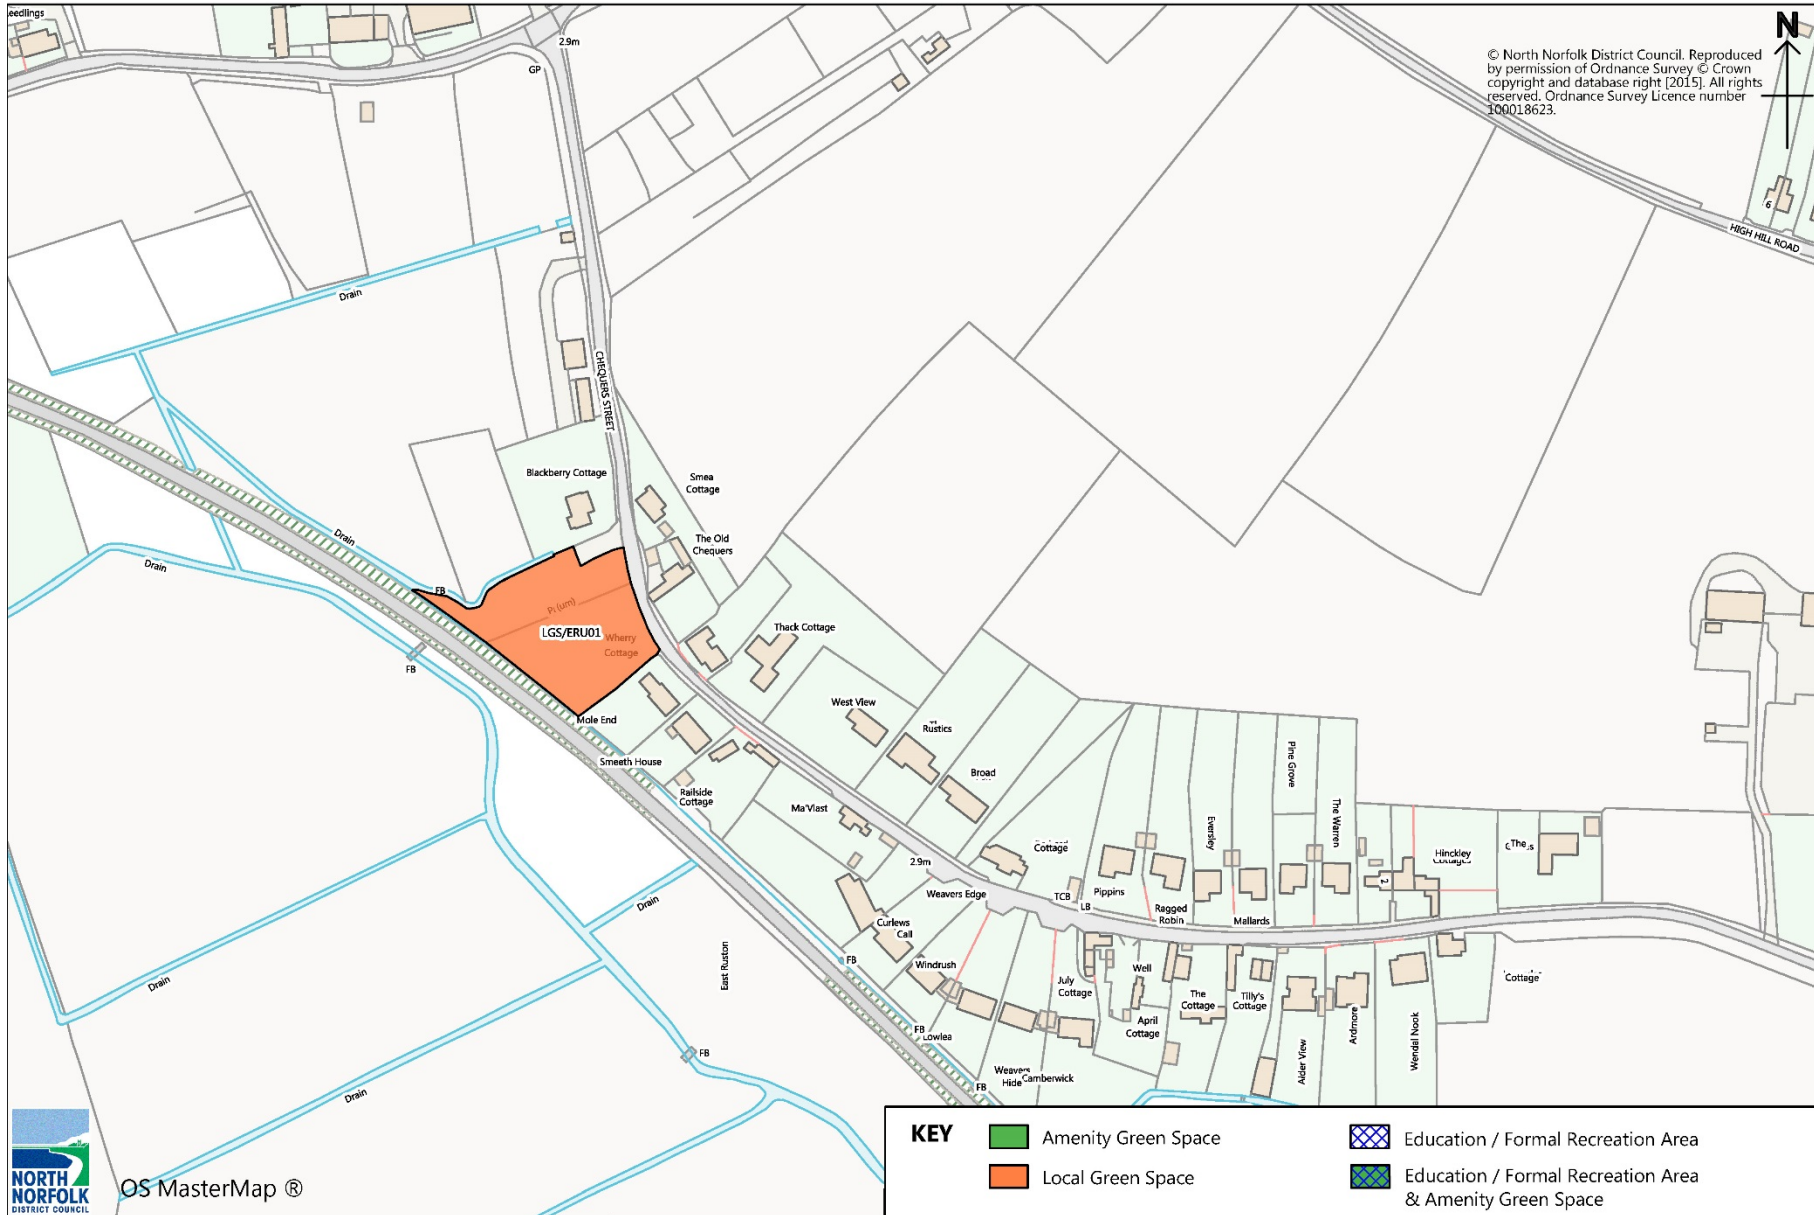 eedlings
2.9m
GP
N
© North Norfolk District Council. Reproduced
by permission of Ordnance Survey © Crown
copyright and database right [2015]. All rights
reserved. Ordnance Survey Licence number
100018623.
6
HIGH HILL ROAD
Drain
CHEQUERS STREET
Blackberry Cottage
Smea
Cottage
The Old
Chequers
Drain
Drain
FB
FB
LGS/ERU01
Wherry
Cottage
Thack Cottage
Mole End
West View
Rustics
Smeeth House
Broad
Railside
Cottage
Ma'Vlast
Pine Grove
The Warren
Eversley
2.9m
Cottage
Hinckley
Cottages
The
2
Weavers Edge
TCB
LB
Pippins
Ragged
Robin
Mallards
Drain
Curlews
Call
East Ruston
FB
Windrush
Well
July
Cottage
The
Cottage
Tilly's
Cottage
Cottage
Drain
April
Cottage
FB
Lowlea
Ardmore
Wendal Nook
Alder View
FB
Weavers
Hide
Camberwick
FB
Drain
KEY
Amenity Green Space
Local Green Space
Education / Formal Recreation Area
Education / Formal Recreation Area
& Amenity Green Space
NORTH
NORFOLK
DISTRICT COUNCIL
OS MasterMap ®